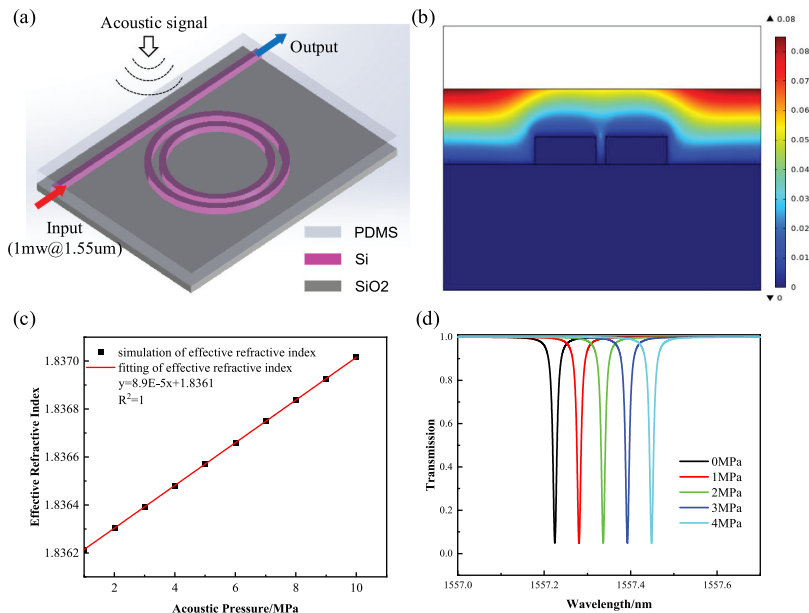 (a)
Acoustic signal
Output
Input
(1mw@1.55um)
PDMS
Si
SiO2
(b)
▲ 0.08
0.08
0.07
0.06
0.05
0.04
0.03
0.02
0.01
0
▼ 0
(c)
simulation of effective refractive index
fitting of effective refractive index
y=8.9E-5x+1.8361
R²=1
1.8370
1.8368
1.8366
1.8364
1.8362
Effective Refractive Index
2 4 6 8 10
Acoustic Pressure/MPa
(d)
1.0
0.8
0.6
0.4
0.2
0.0
Transmission
0MPa
1MPa
2MPa
3MPa
4MPa
1557.0 1557.2 1557.4 1557.6
Wavelength/nm